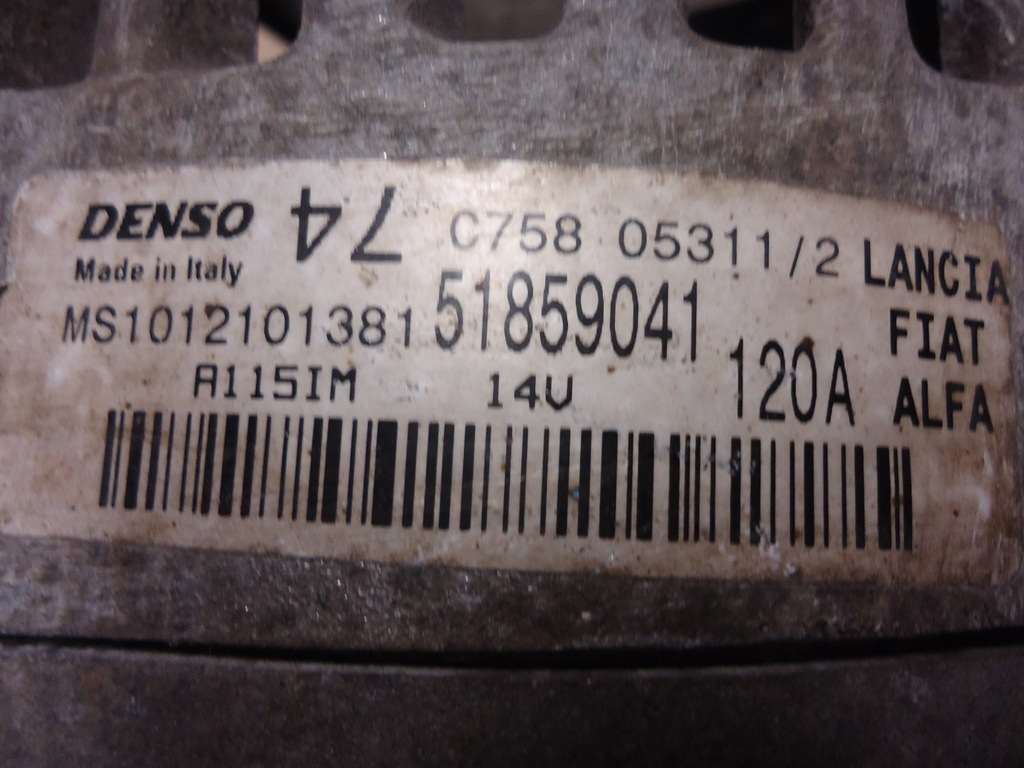 DENSO 74 C758 05311/2 LANCIA
Made in Italy
MS1012101381 51859041 FIAT
A115IM 14V 120A ALFA